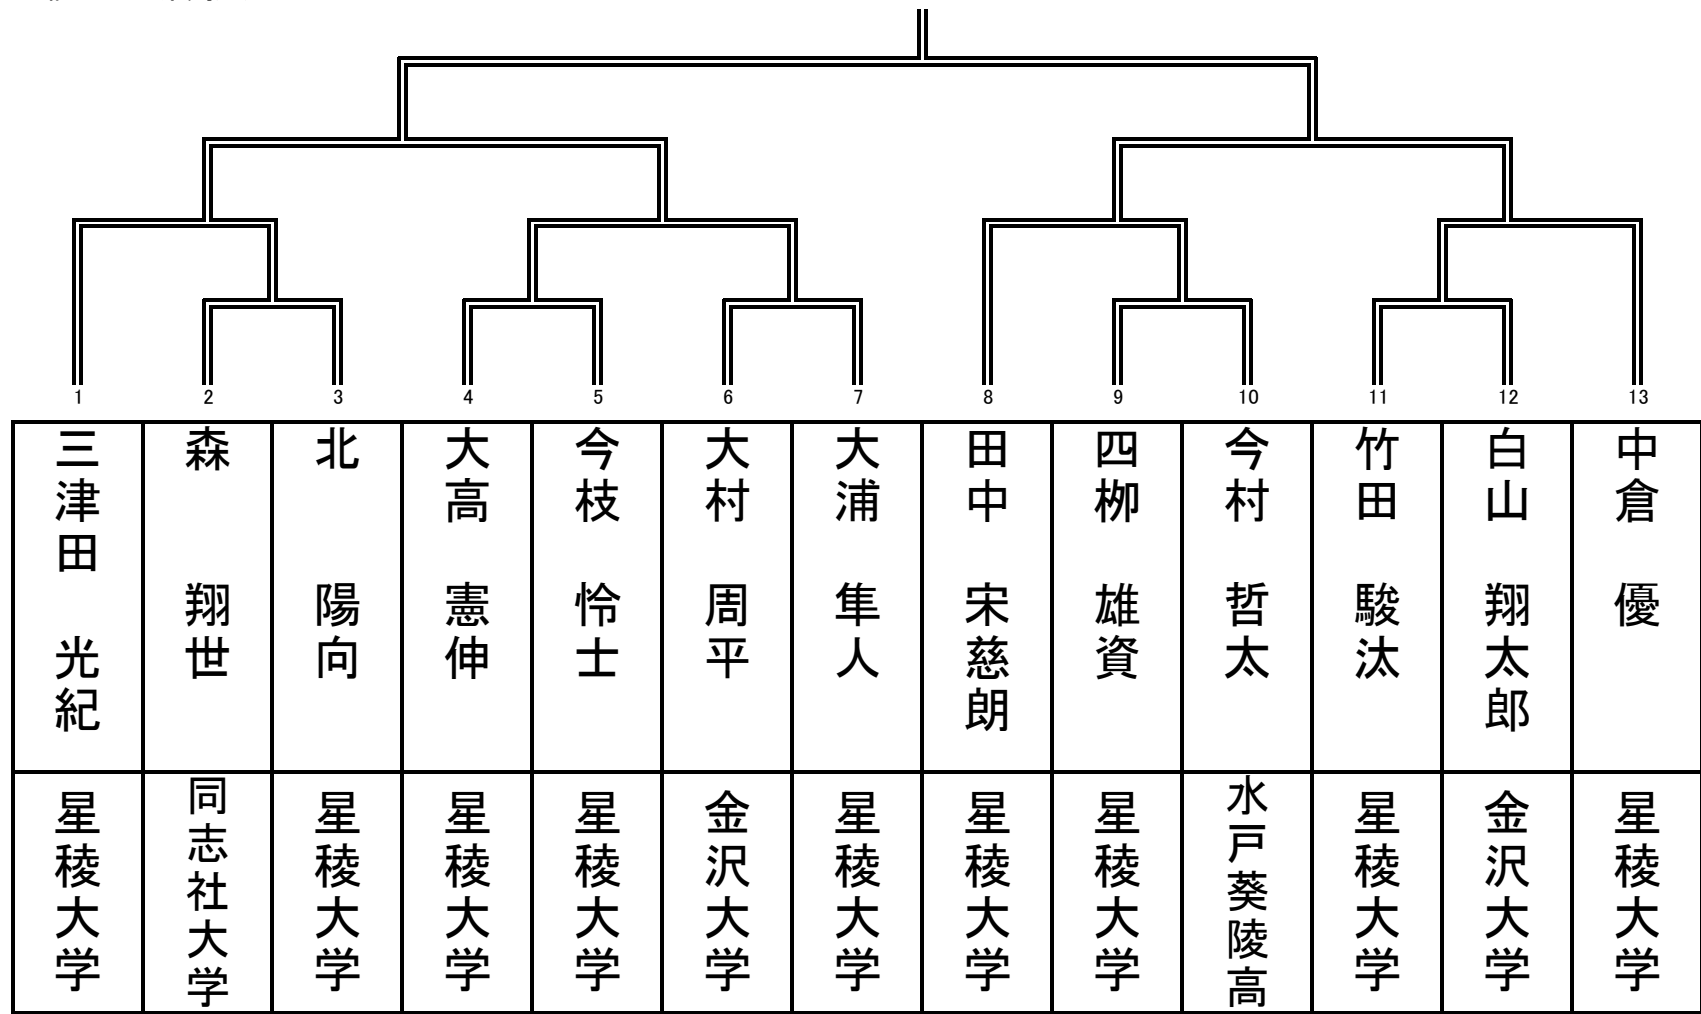 1
2
3
4
5
6
7
8
9
10
11
12
13
三津田 光紀
森 翔世
北 陽向
大高 憲伸
今枝 怜士
大村 周平
大浦 隼人
田中 宋慈朗
四栁 雄資
今村 哲太
竹田 駿汰
白山 翔太郎
中倉 優
星稜大学
同志社大学
星稜大学
星稜大学
星稜大学
金沢大学
星稜大学
星稜大学
星稜大学
水戸葵陵高
星稜大学
金沢大学
星稜大学